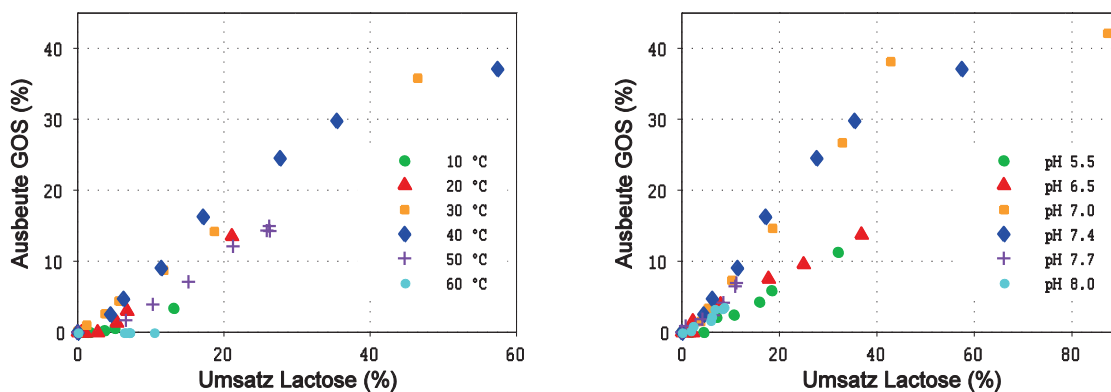 40
30
20
10
0
0
20
40
60
Ausbeute GOS (%)
Umsatz Lactose (%)
10 °C
20 °C
30 °C
40 °C
50 °C
60 °C
40
30
20
10
0
0
20
40
60
80
Ausbeute GOS (%)
Umsatz Lactose (%)
pH 5.5
pH 6.5
pH 7.0
pH 7.4
pH 7.7
pH 8.0